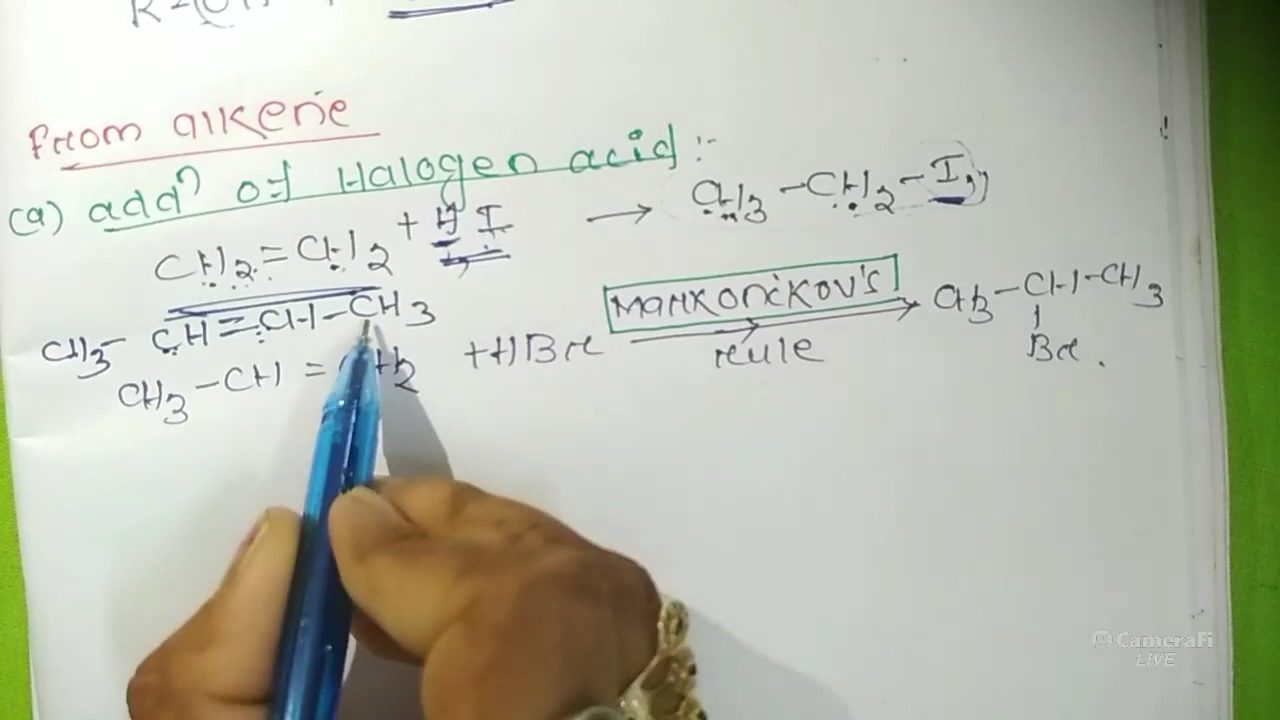 From alkene
(a) addⁿ of Halogen acid :-
CH2 = CH2 + H I → CH3 - CH2 - I
CH3 - CH = CH - CH3
MARKONIKOV'S
CH3 - CH = CH2 + HBr → CH3 - CH - CH3
rule
Br .
CameraFi
LIVE